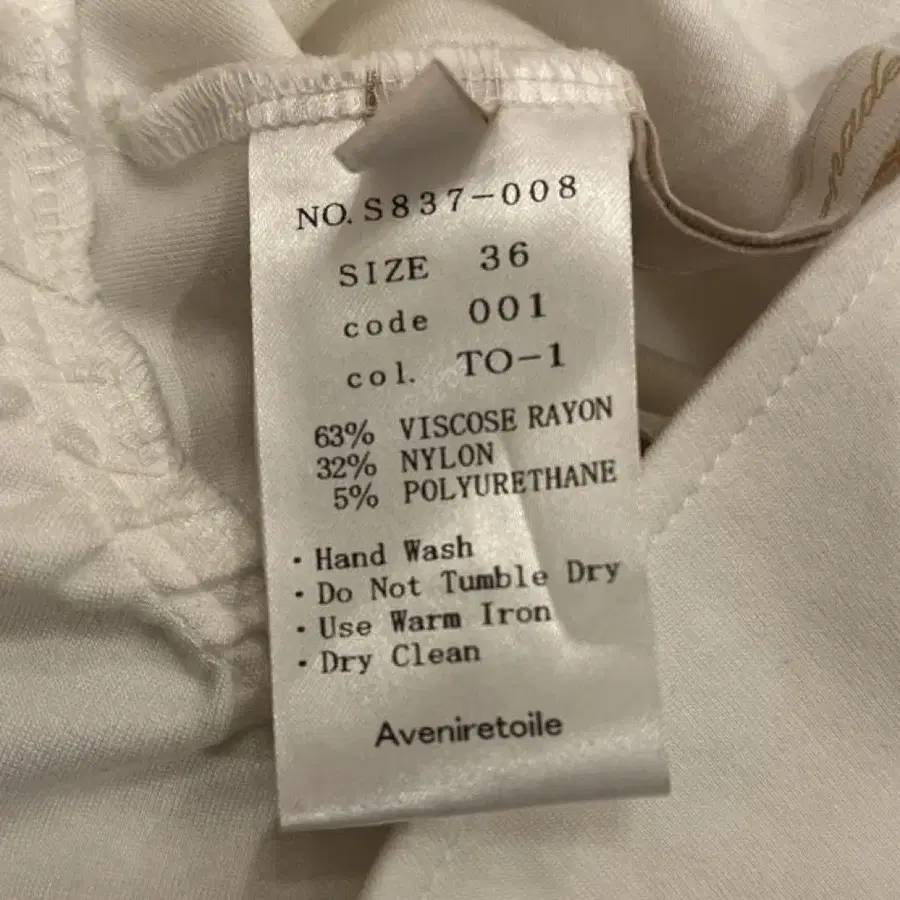 NO. S837-008
SIZE 36
code 001
col. TO-1
63% VISCOSE RAYON
32% NYLON
5% POLYURETHANE
· Hand Wash
· Do Not Tumble Dry
· Use Warm Iron
· Dry Clean
Aveniretoile